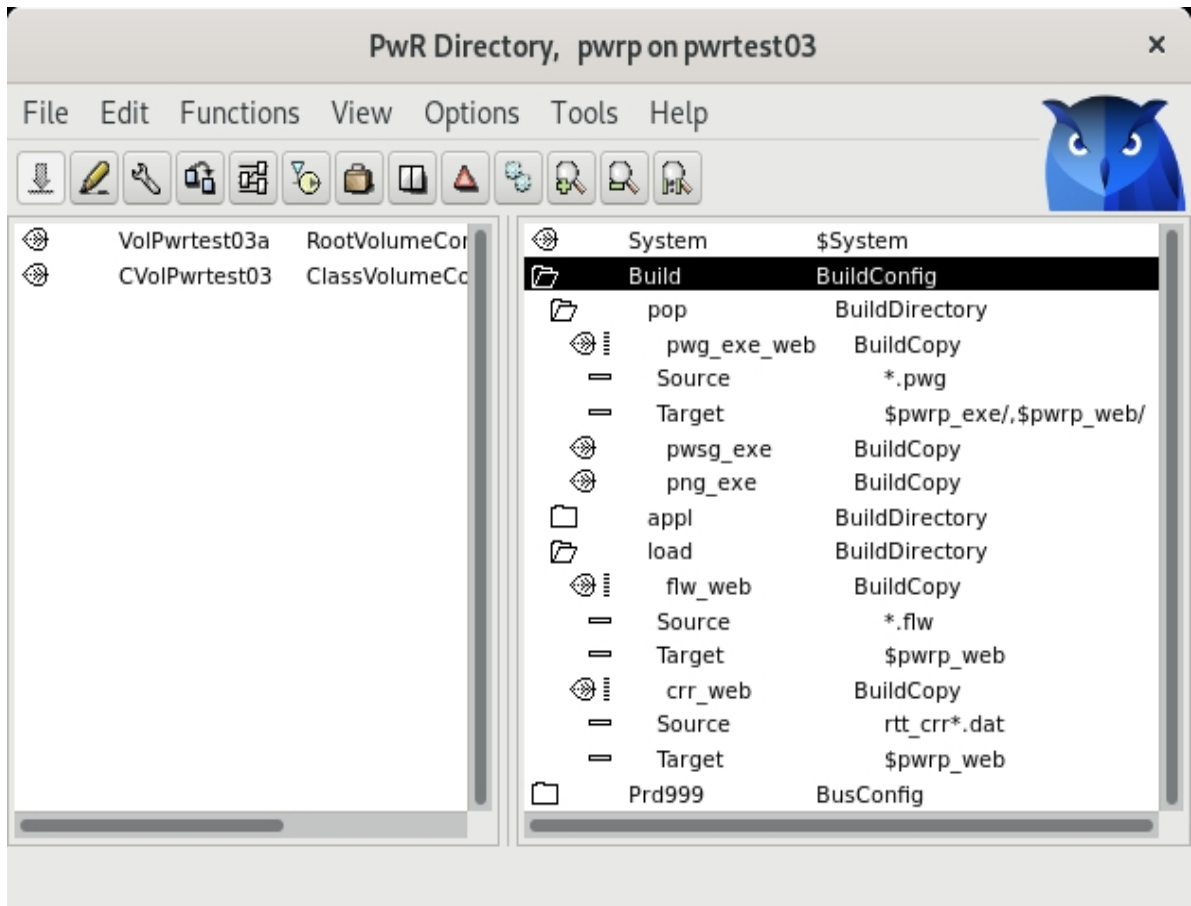 PwR Directory, pwrp on pwrtest03
File Edit Functions View Options Tools Help
VolPwrtest03a RootVolumeCor
CVolPwrtest03 ClassVolumeCo
System $System
Build BuildConfig
pop BuildDirectory
pwg_exe_web BuildCopy
Source *.pwg
Target $pwrp_exe/,$pwrp_web/
pwsg_exe BuildCopy
png_exe BuildCopy
appl BuildDirectory
load BuildDirectory
flw_web BuildCopy
Source *.flw
Target $pwrp_web
crr_web BuildCopy
Source rtt_crr*.dat
Target $pwrp_web
Prd999 BusConfig